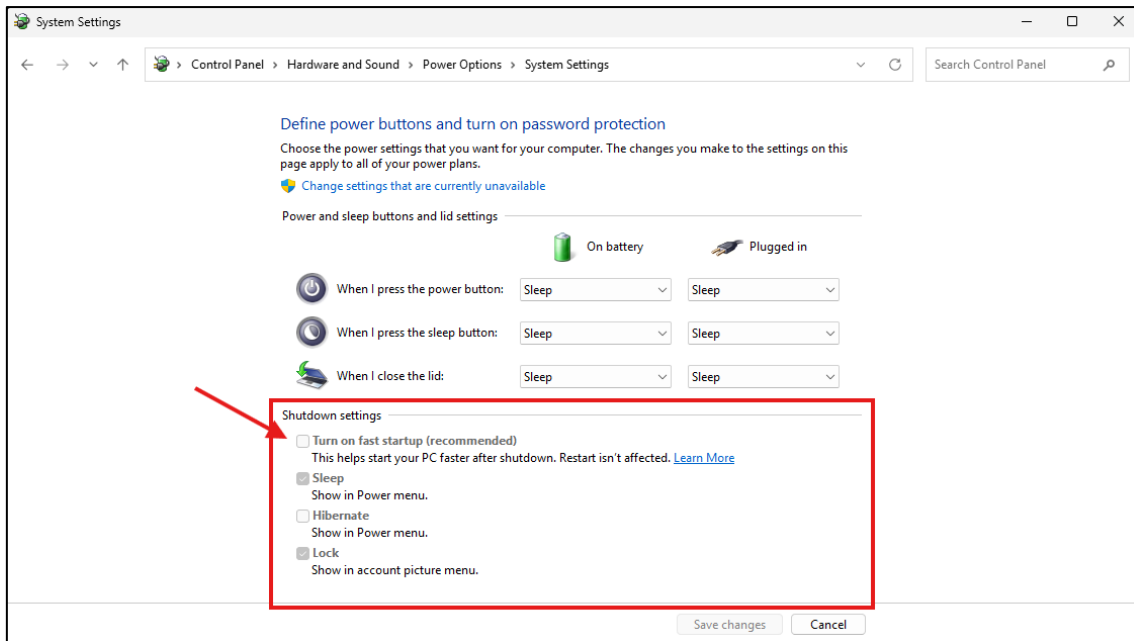 System Settings
Control Panel > Hardware and Sound > Power Options > System Settings
Search Control Panel
Define power buttons and turn on password protection
Choose the power settings that you want for your computer. The changes you make to the settings on this
page apply to all of your power plans.
Change settings that are currently unavailable
Power and sleep buttons and lid settings
On battery Plugged in
When I press the power button: Sleep Sleep
When I press the sleep button: Sleep Sleep
When I close the lid: Sleep Sleep
Shutdown settings
Turn on fast startup (recommended)
This helps start your PC faster after shutdown. Restart isn't affected. Learn More
Sleep
Show in Power menu.
Hibernate
Show in Power menu.
Lock
Show in account picture menu.
Save changes Cancel